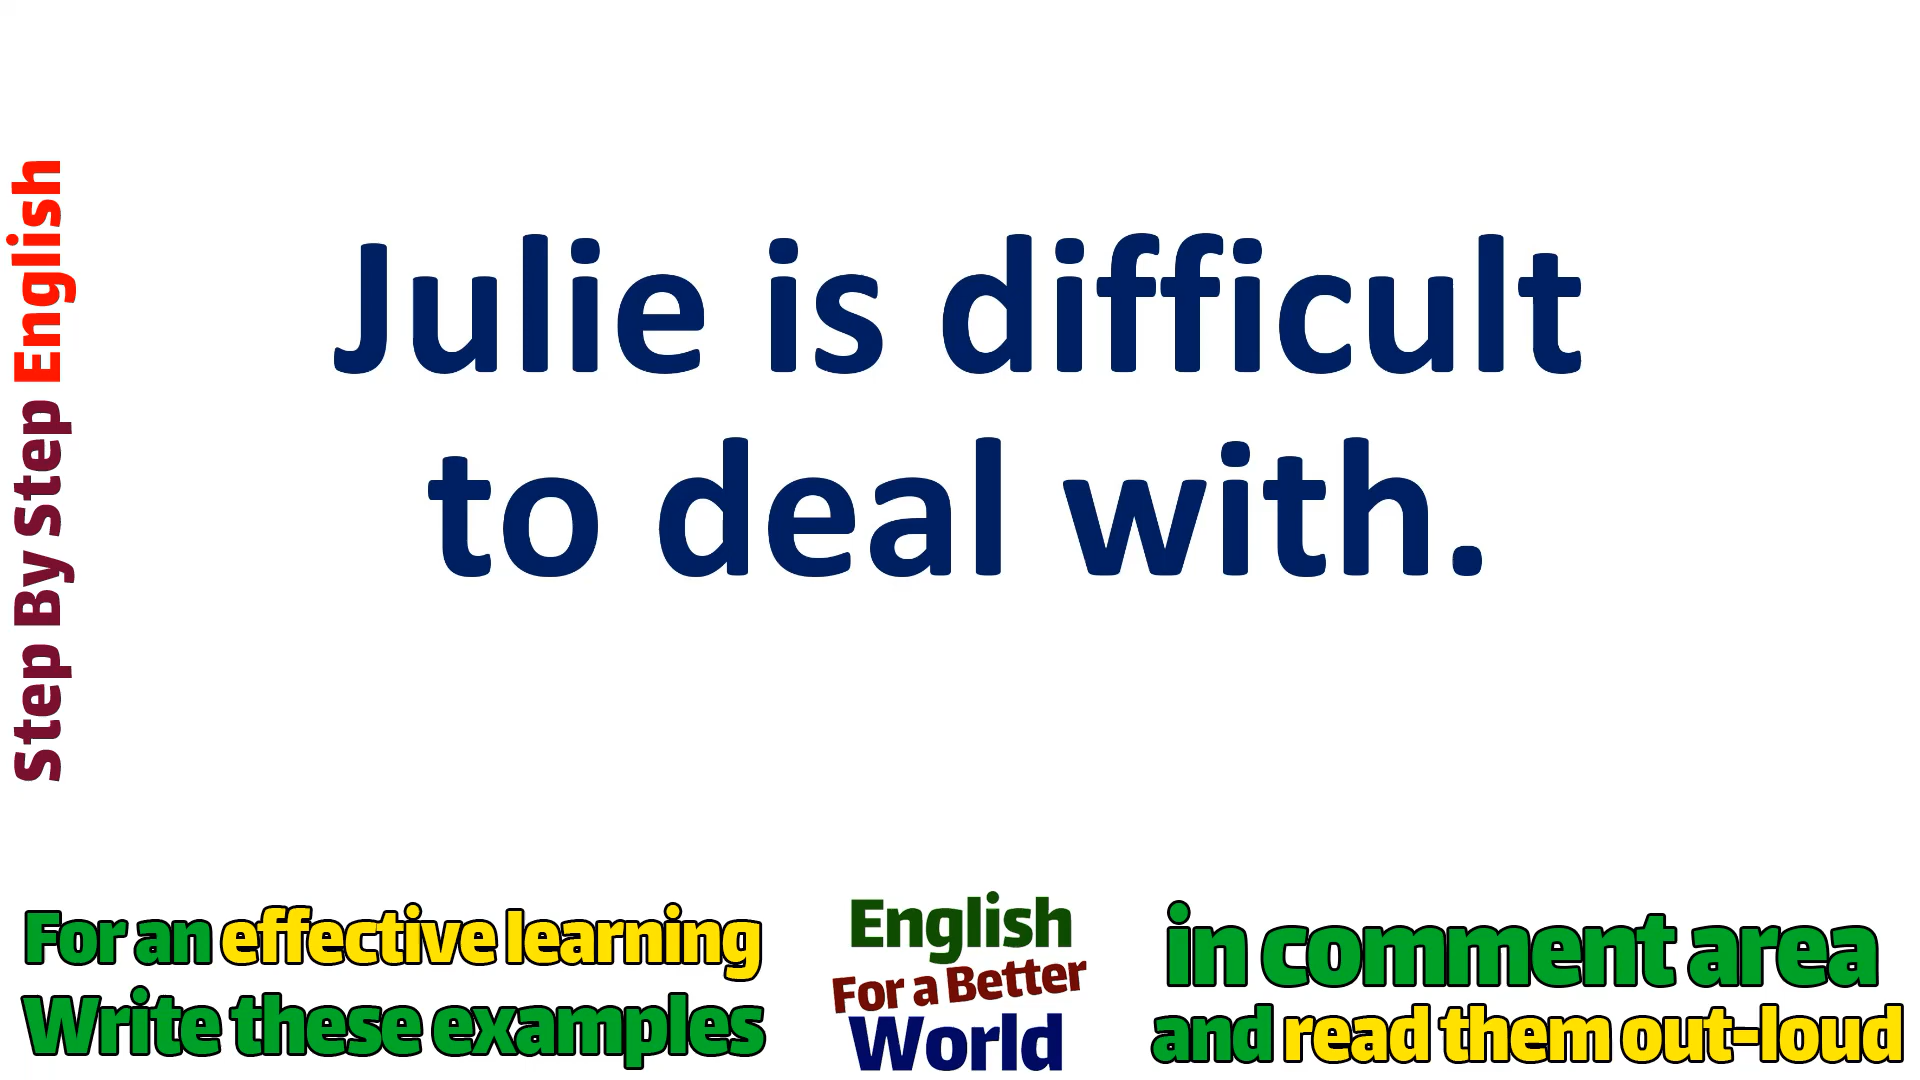 Julie is difficult
to deal with.
Step By Step English
For an effective learning
Write these examples
English
For a Better
World
in comment area
and read them out-loud